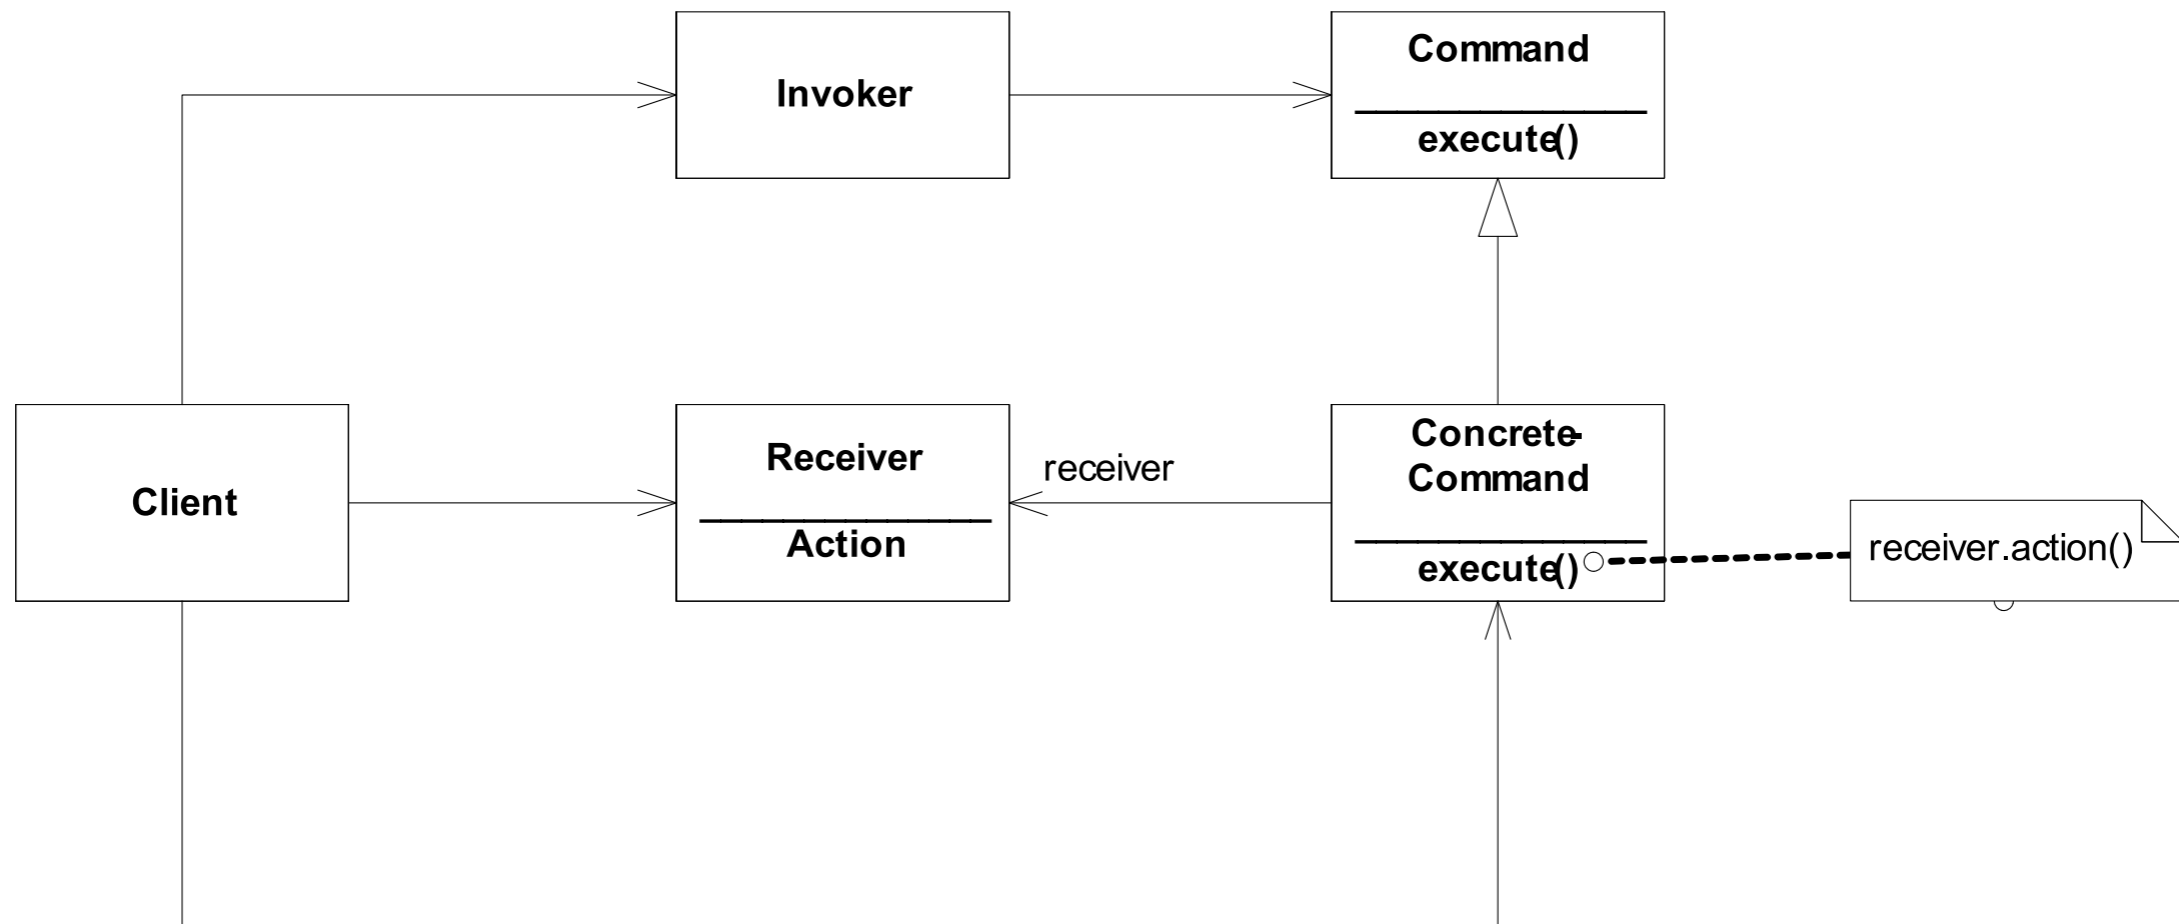 Invoker
Command
execute()
Client
Receiver
Action
receiver
Concrete-
Command
execute()
receiver.action()